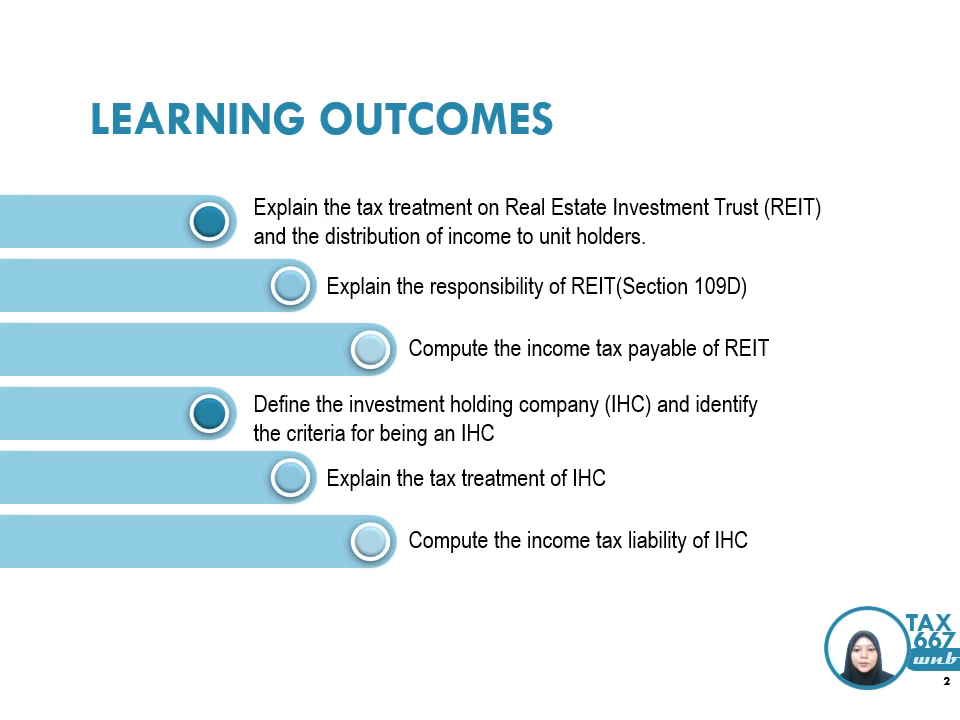 LEARNING OUTCOMES
Explain the tax treatment on Real Estate Investment Trust (REIT)
and the distribution of income to unit holders.
Explain the responsibility of REIT(Section 109D)
Compute the income tax payable of REIT
Define the investment holding company (IHC) and identify
the criteria for being an IHC
Explain the tax treatment of IHC
Compute the income tax liability of IHC
TAX
667
wnb
2